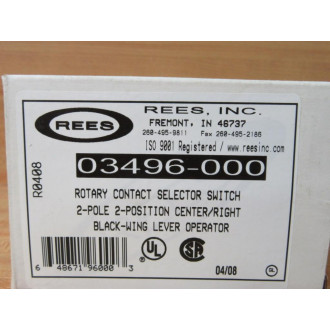 REES
REES, INC.
FREMONT, IN 46737
260-495-9811 Fax 260-495-2186
ISO 9001 Registered / www.reesinc.com
R0408
03496-000
ROTARY CONTACT SELECTOR SWITCH
2-POLE 2-POSITION CENTER/RIGHT
BLACK-WING LEVER OPERATOR
UL
SA
6 48671 96000 3
04/08